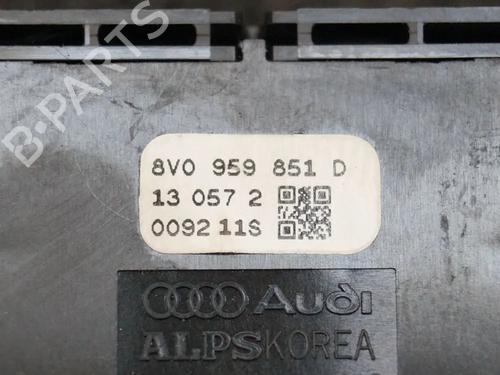 B-PARTS
8V0 959 851 D
13 057 2
0092 11S
Audi
ALPSKOREA